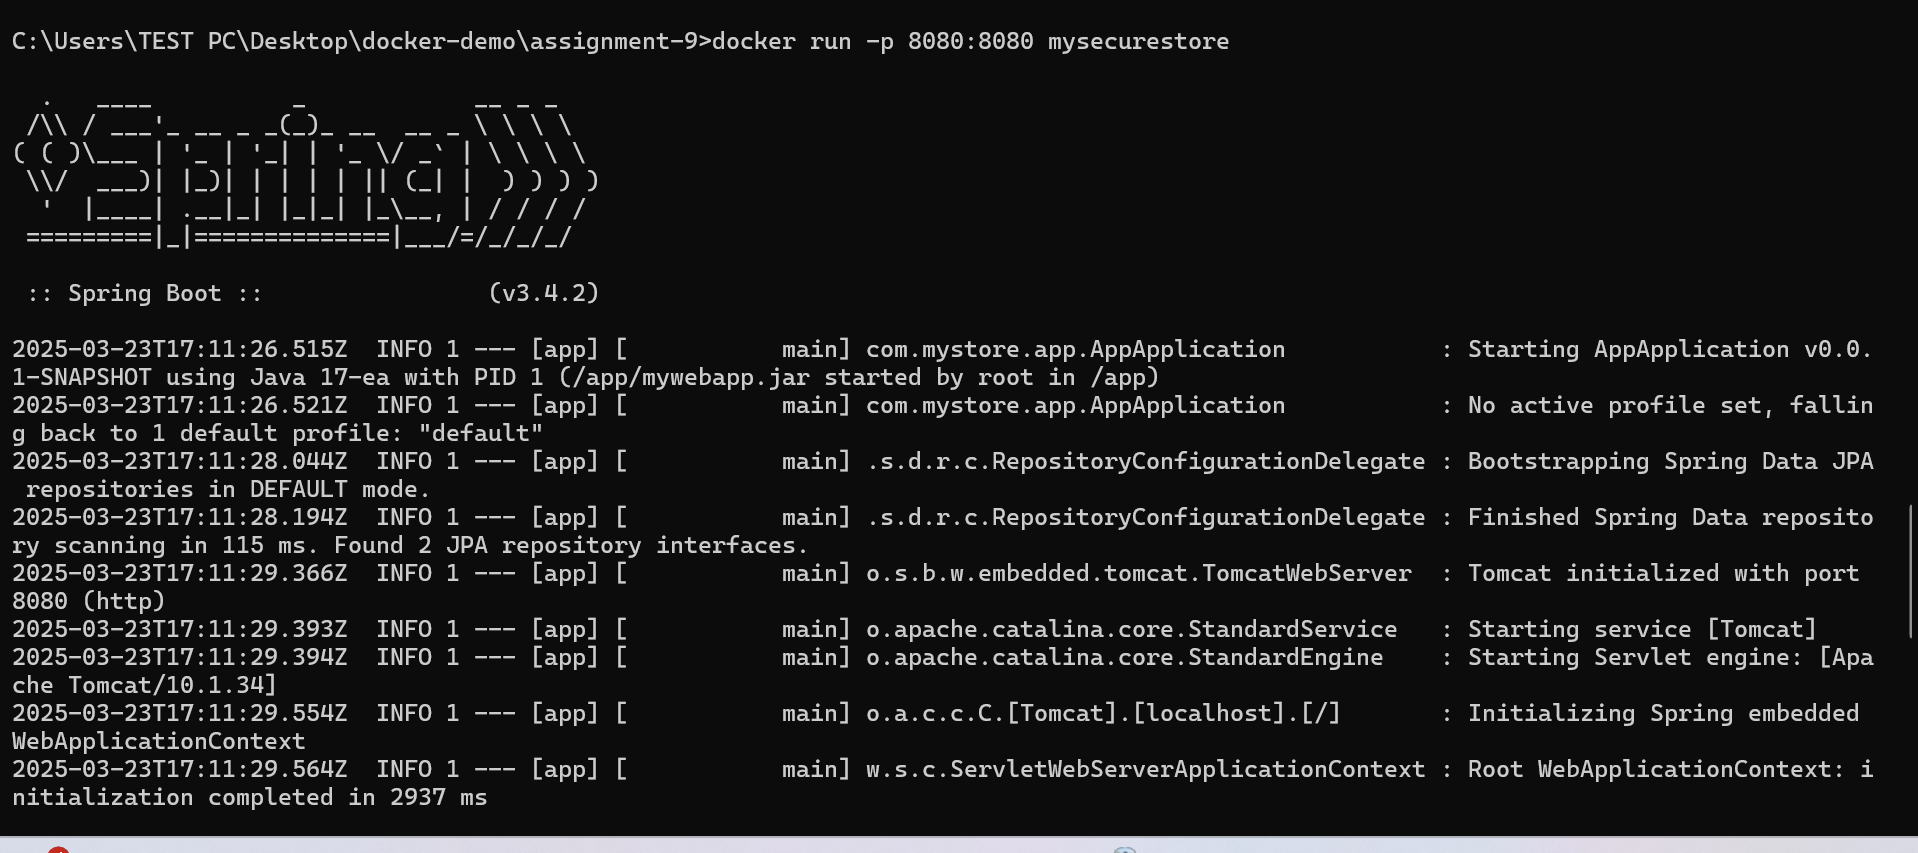 C:\Users\TEST PC\Desktop\docker-demo\assignment-9>docker run -p 8080:8080 mysecurestore

  .   ____          _            __ _ _
 /\\ / ___'_ __ _ _(_)_ __  __ _ \ \ \ \
( ( )\___ | '_ | '_| | '_ \/ _` | \ \ \ \
 \\/  ___)| |_)| | | | | || (_| |  ) ) ) )
  '  |____| .__|_| |_|_| |_\__, | / / / /
 =========|_|==============|___/=/_/_/_/

 :: Spring Boot ::                (v3.4.2)

2025-03-23T17:11:26.515Z  INFO 1 --- [app] [           main] com.mystore.app.AppApplication           : Starting AppApplication v0.0.
1-SNAPSHOT using Java 17-ea with PID 1 (/app/mywebapp.jar started by root in /app)
2025-03-23T17:11:26.521Z  INFO 1 --- [app] [           main] com.mystore.app.AppApplication           : No active profile set, fallin
g back to 1 default profile: "default"
2025-03-23T17:11:28.044Z  INFO 1 --- [app] [           main] .s.d.r.c.RepositoryConfigurationDelegate : Bootstrapping Spring Data JPA
 repositories in DEFAULT mode.
2025-03-23T17:11:28.194Z  INFO 1 --- [app] [           main] .s.d.r.c.RepositoryConfigurationDelegate : Finished Spring Data reposito
ry scanning in 115 ms. Found 2 JPA repository interfaces.
2025-03-23T17:11:29.366Z  INFO 1 --- [app] [           main] o.s.b.w.embedded.tomcat.TomcatWebServer  : Tomcat initialized with port
8080 (http)
2025-03-23T17:11:29.393Z  INFO 1 --- [app] [           main] o.apache.catalina.core.StandardService   : Starting service [Tomcat]
2025-03-23T17:11:29.394Z  INFO 1 --- [app] [           main] o.apache.catalina.core.StandardEngine    : Starting Servlet engine: [Apa
che Tomcat/10.1.34]
2025-03-23T17:11:29.554Z  INFO 1 --- [app] [           main] o.a.c.c.C.[Tomcat].[localhost].[/]       : Initializing Spring embedded
WebApplicationContext
2025-03-23T17:11:29.564Z  INFO 1 --- [app] [           main] w.s.c.ServletWebServerApplicationContext : Root WebApplicationContext: i
nitialization completed in 2937 ms